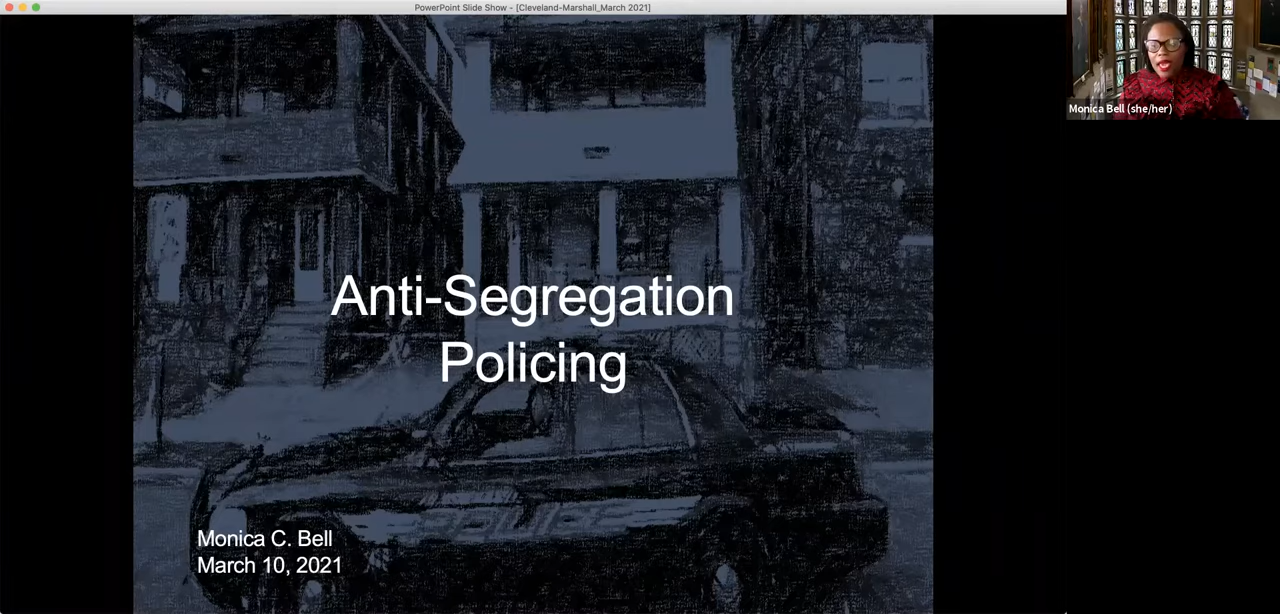 PowerPoint Slide Show - [Cleveland-Marshall_March 2021]
Monica Bell (she/her)
Anti-Segregation
Policing
Monica C. Bell
March 10, 2021